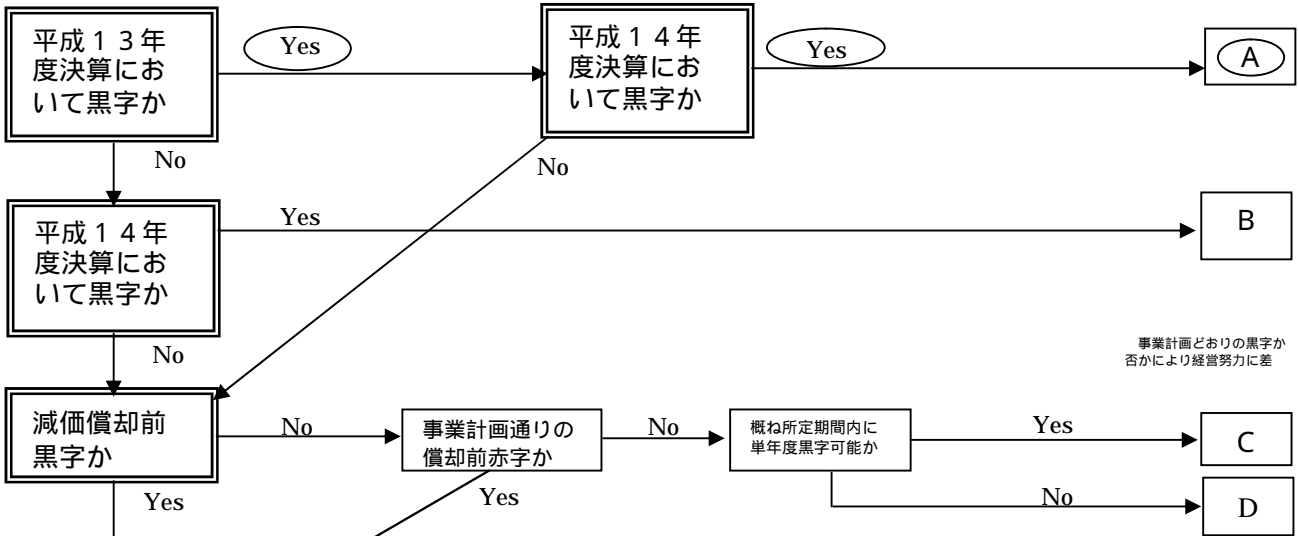 平成１３年
度決算にお
いて黒字か
Yes
平成１４年
度決算にお
いて黒字か
Yes
A
No
No
平成１４年
度決算にお
いて黒字か
Yes
B
No
事業計画どおりの黒字か
否かにより経営努力に差
減価償却前
黒字か
No
事業計画通りの
償却前赤字か
No
概ね所定期間内に
単年度黒字可能か
Yes
C
Yes
Yes
No
D